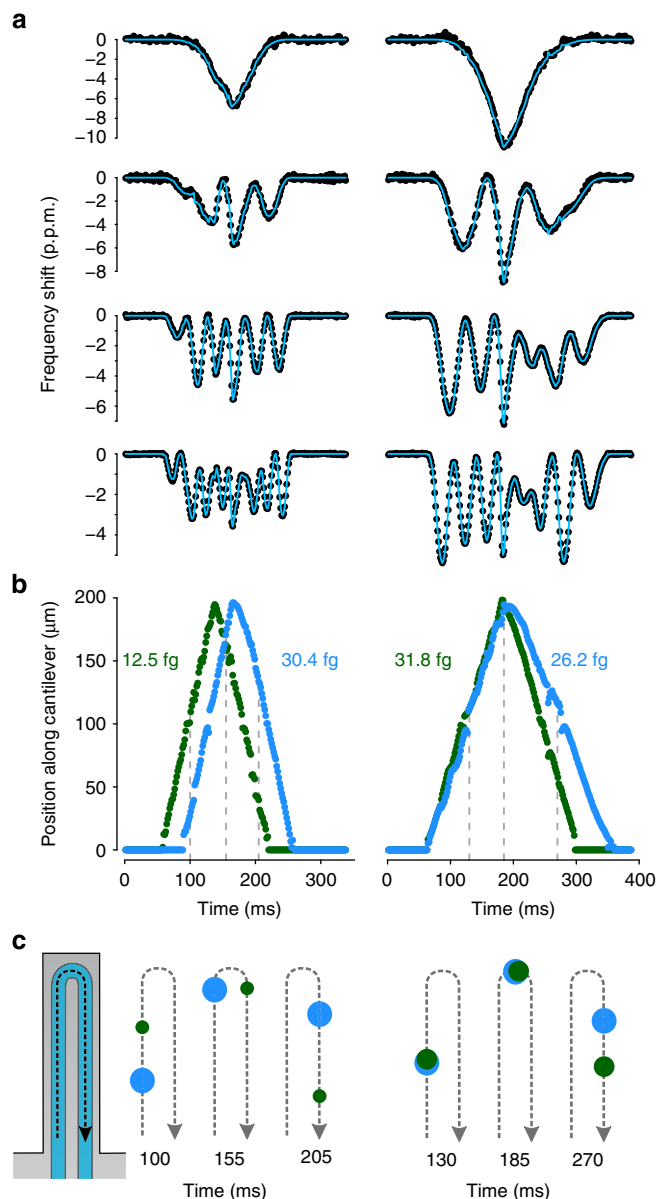 a
0
−2
−4
−6
−8
−10
0
−2
−4
−6
−8
0
−2
−4
−6
0
−2
−4
Frequency shift (p.p.m.)
b
200
150
100
50
0
Position along cantilever (μm)
12.5 fg
30.4 fg
31.8 fg
26.2 fg
0 100 200 300
0 100 200 300 400
Time (ms)
Time (ms)
c
100 155 205
130 185 270
Time (ms)
Time (ms)